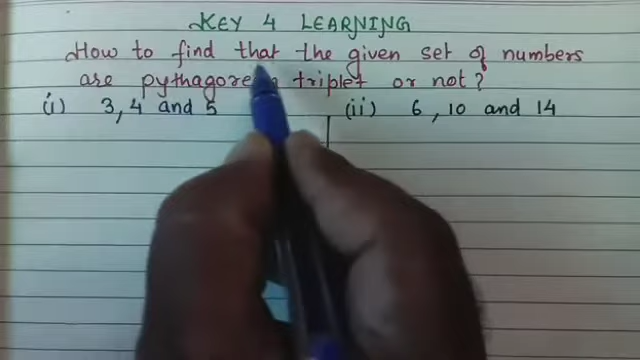 KEY 4 LEARNING
How to find that the given set of numbers
are pythagore triplet or not?
(i) 3, 4 and 5 (ii) 6, 10 and 14